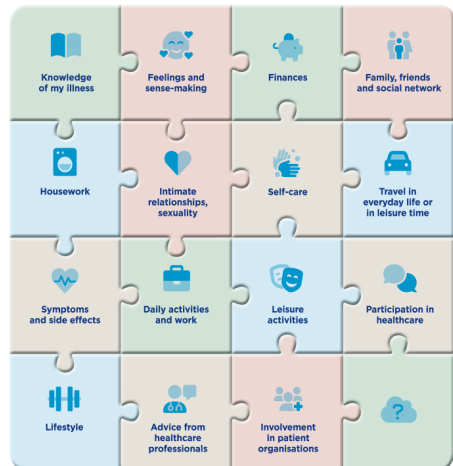 Knowledge
of my illness
Feelings and
sense-making
Finances
Family, friends
and social network
Housework
Intimate
relationships,
sexuality
Self-care
Travel in
everyday life or
in leisure time
Symptoms
and side effects
Daily activities
and work
Leisure
activities
Participation in
healthcare
Lifestyle
Advice from
healthcare
professionals
Involvement
in patient
organisations
?